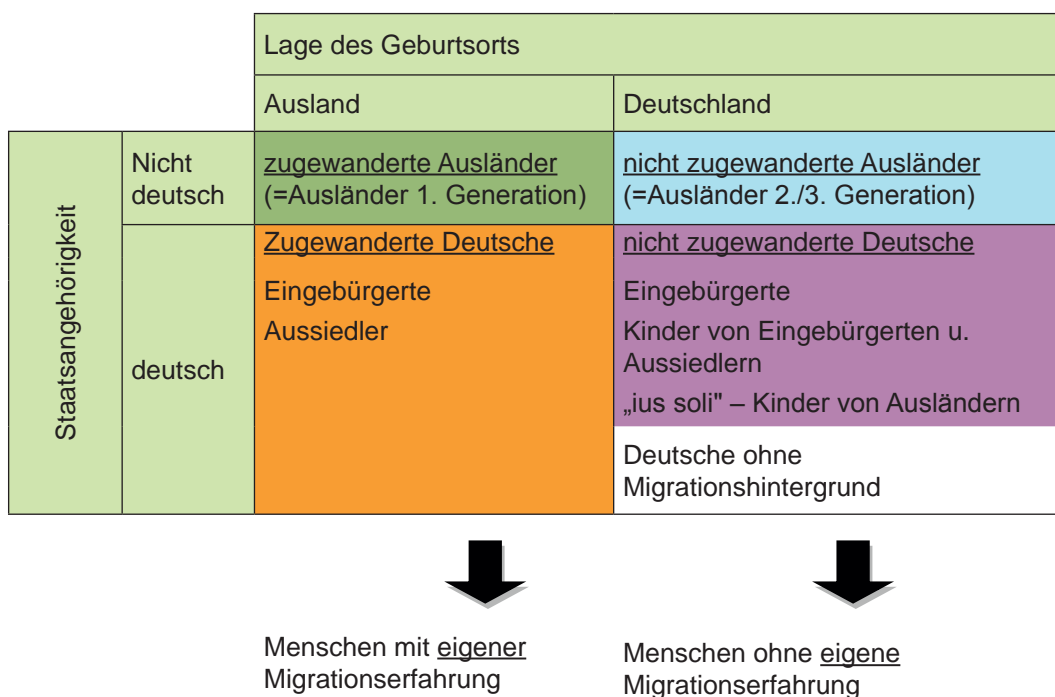 Lage des Geburtsorts
Ausland
Deutschland
Staatsangehörigkeit
Nicht
deutsch
zugewanderte Ausländer
(=Ausländer 1. Generation)
nicht zugewanderte Ausländer
(=Ausländer 2./3. Generation)
deutsch
Zugewanderte Deutsche
Eingebürgerte
Aussiedler
nicht zugewanderte Deutsche
Eingebürgerte
Kinder von Eingebürgerten u.
Aussiedlern
„ius soli" – Kinder von Ausländern
Deutsche ohne
Migrationshintergrund
Menschen mit eigener
Migrationserfahrung
Menschen ohne eigene
Migrationserfahrung